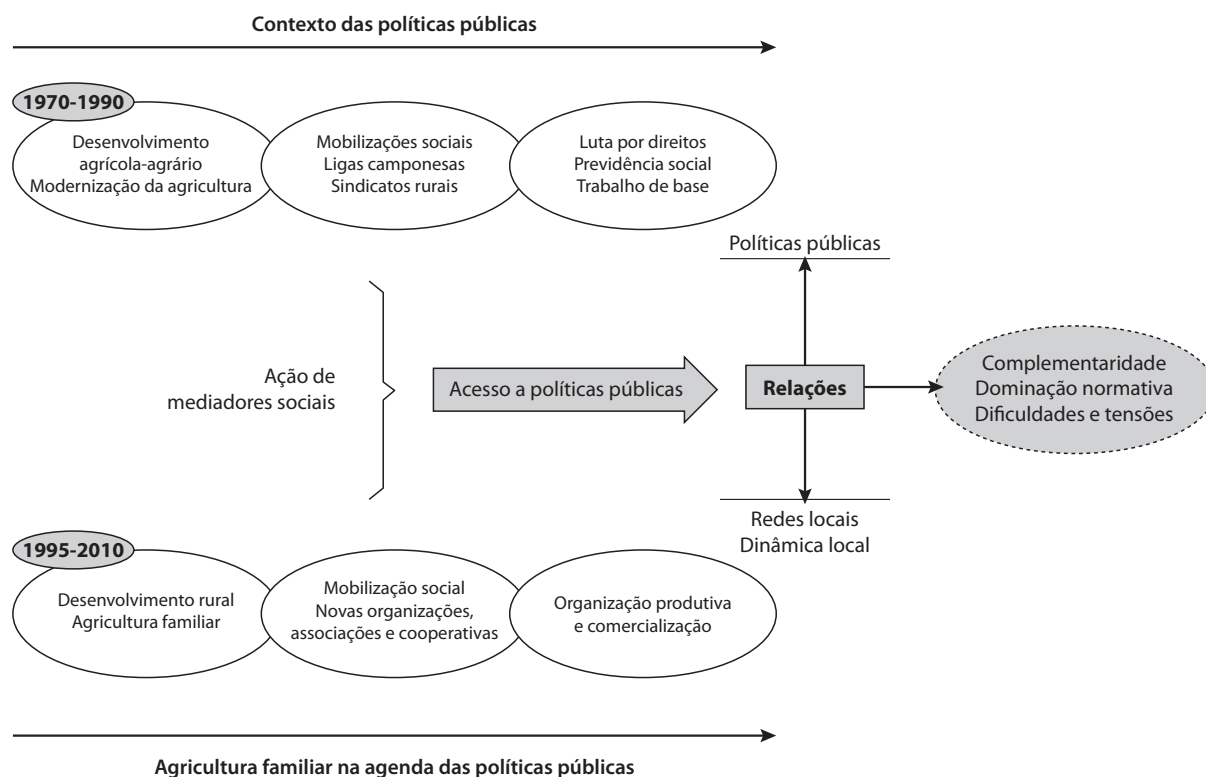 Contexto das políticas públicas
1970-1990
Desenvolvimento
agrícola-agrário
Modernização da agricultura
Mobilizações sociais
Ligas camponesas
Sindicatos rurais
Luta por direitos
Previdência social
Trabalho de base
Políticas públicas
Ação de
mediadores sociais
Acesso a políticas públicas
Relações
Complementaridade
Dominação normativa
Dificuldades e tensões
Redes locais
Dinâmica local
1995-2010
Desenvolvimento rural
Agricultura familiar
Mobilização social
Novas organizações,
associações e cooperativas
Organização produtiva
e comercialização
Agricultura familiar na agenda das políticas públicas